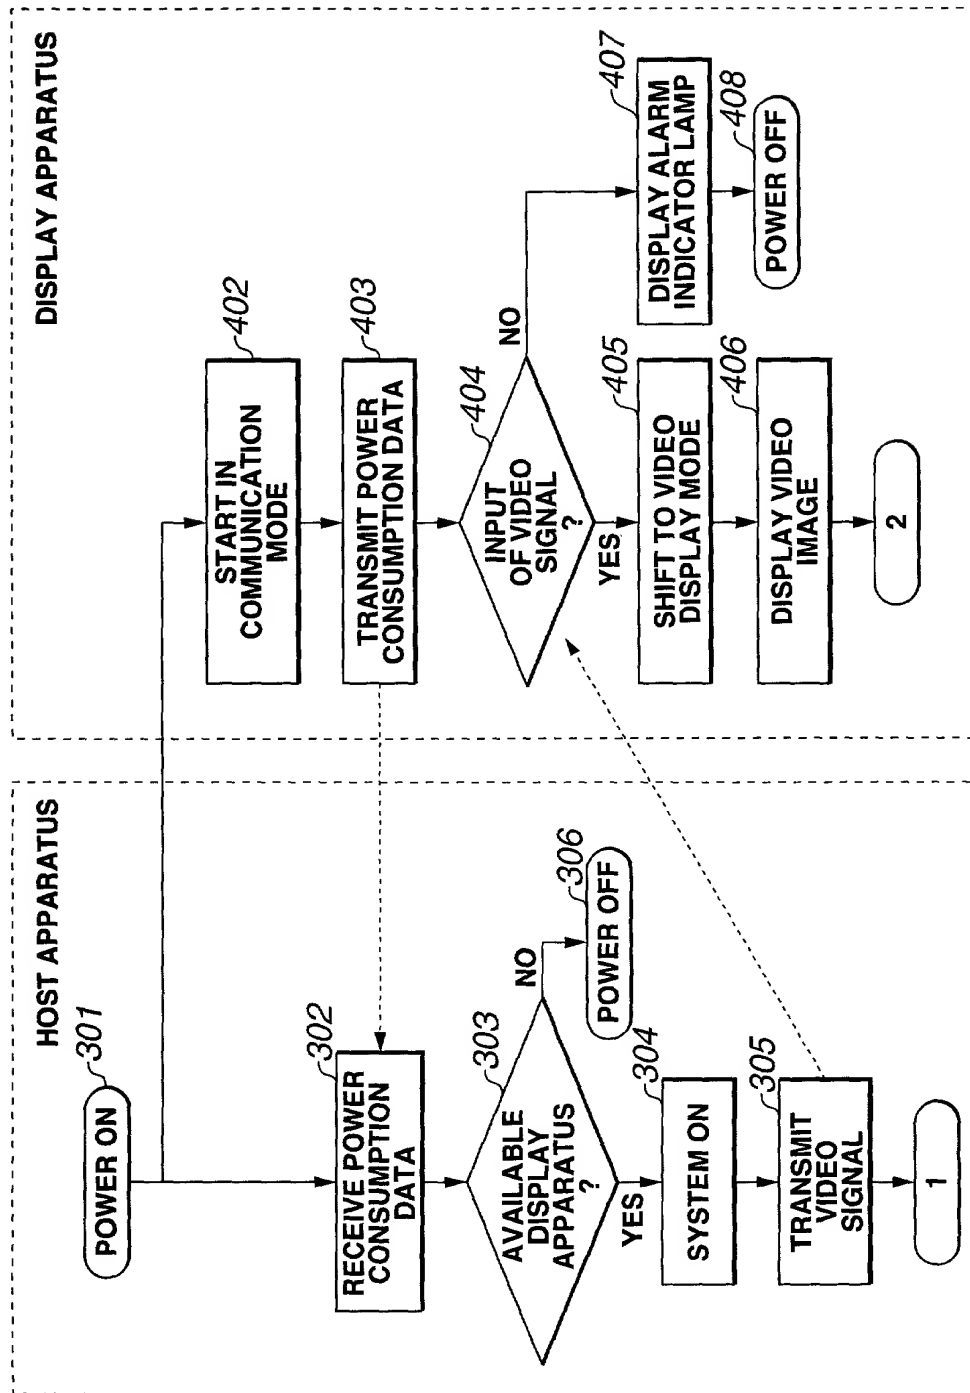 HOST APPARATUS
POWER ON
301
RECEIVE POWER
CONSUMPTION
DATA
302
AVAILABLE
DISPLAY
APPARATUS
?
303
NO
POWER OFF
306
YES
SYSTEM ON
304
TRANSMIT
VIDEO
SIGNAL
305
1
DISPLAY APPARATUS
START IN
COMMUNICATION
MODE
402
TRANSMIT POWER
CONSUMPTION DATA
403
INPUT
OF VIDEO
SIGNAL
?
404
NO
DISPLAY ALARM
INDICATOR LAMP
407
POWER OFF
408
YES
SHIFT TO VIDEO
DISPLAY MODE
405
DISPLAY VIDEO
IMAGE
406
2